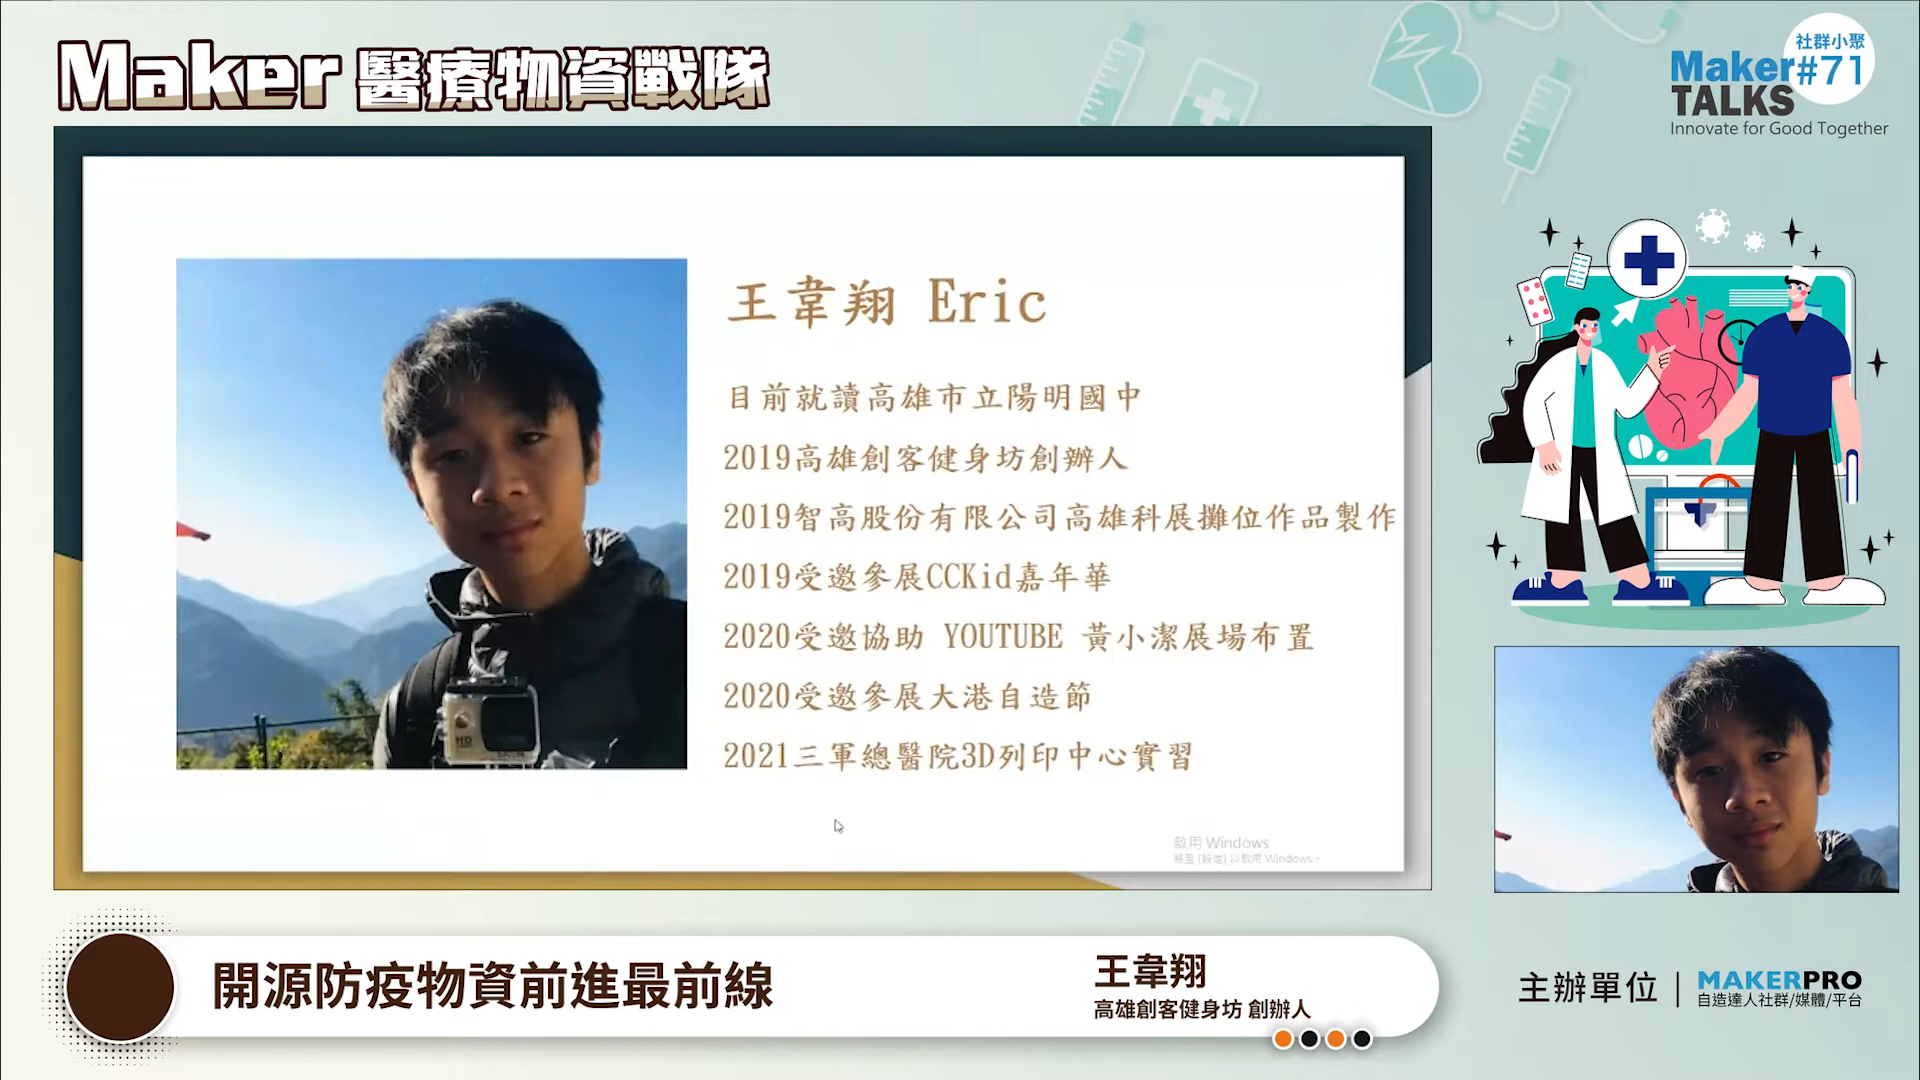 Maker 醫療物資戰隊
社群小聚
Maker #71
TALKS
Innovate for Good Together
王韋翔 Eric
目前就讀高雄市立陽明國中
2019高雄創客健身坊創辦人
2019智高股份有限公司高雄科展攤位作品製作
2019受邀參展CCKid嘉年華
2020受邀協助 YOUTUBE 黃小潔展場布置
2020受邀參展大港自造節
2021三軍總醫院3D列印中心實習
HD
啟用 Windows
移至 [設定] 以啟用 Windows。
開源防疫物資前進最前線
王韋翔
高雄創客健身坊 創辦人
主辦單位 | MAKERPRO
自造達人社群/媒體/平台